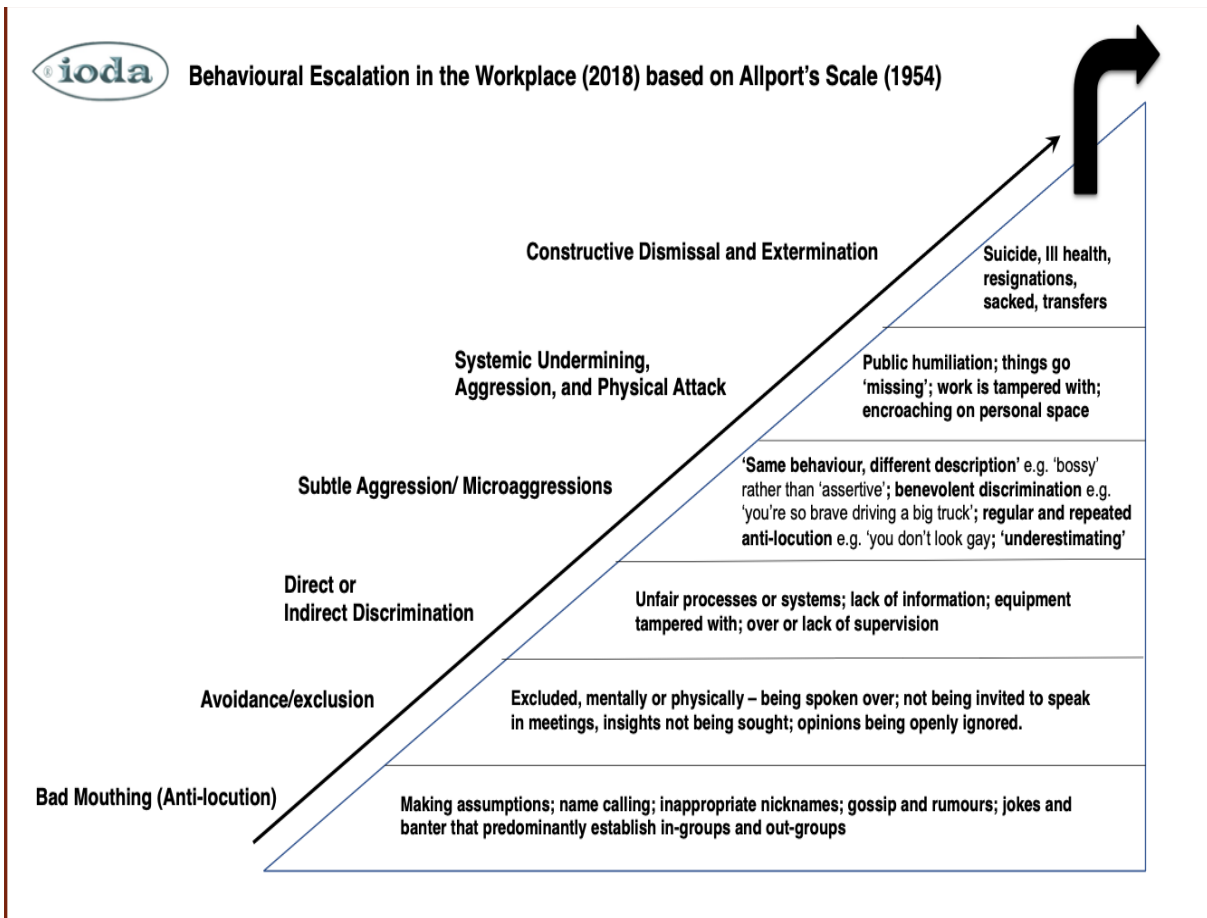 ® ioda
Behavioural Escalation in the Workplace (2018) based on Allport's Scale (1954)
Constructive Dismissal and Extermination
Suicide, Ill health,
resignations,
sacked, transfers
Systemic Undermining,
Aggression, and Physical Attack
Public humiliation; things go
‘missing’; work is tampered with;
encroaching on personal space
Subtle Aggression/ Microaggressions
‘Same behaviour, different description’ e.g. ‘bossy’
rather than ‘assertive’; benevolent discrimination e.g.
‘you’re so brave driving a big truck’; regular and repeated
anti-locution e.g. ‘you don’t look gay; ‘underestimating’
Direct or
Indirect Discrimination
Unfair processes or systems; lack of information; equipment
tampered with; over or lack of supervision
Avoidance/exclusion
Excluded, mentally or physically – being spoken over; not being invited to speak
in meetings, insights not being sought; opinions being openly ignored.
Bad Mouthing (Anti-locution)
Making assumptions; name calling; inappropriate nicknames; gossip and rumours; jokes and
banter that predominantly establish in-groups and out-groups